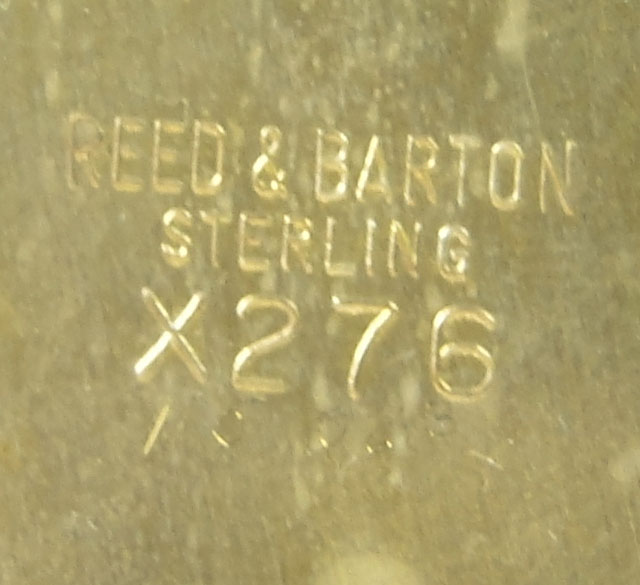 REED & BARTON
STERLING
X276